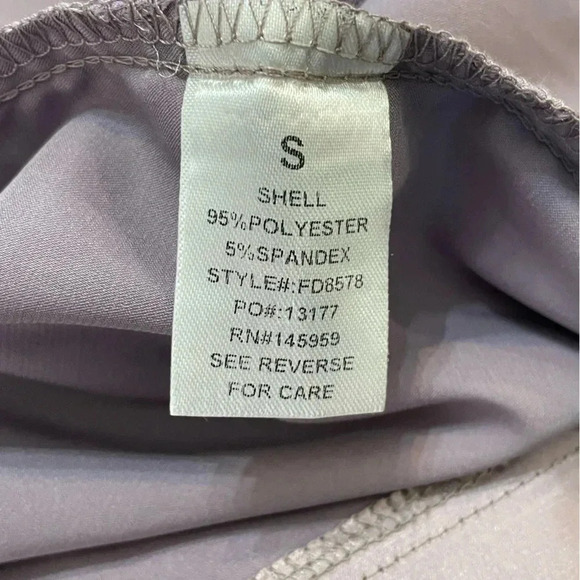 S
SHELL
95%POLYESTER
5%SPANDEX
STYLE#:FD8578
PO#:13177
RN#145959
SEE REVERSE
FOR CARE